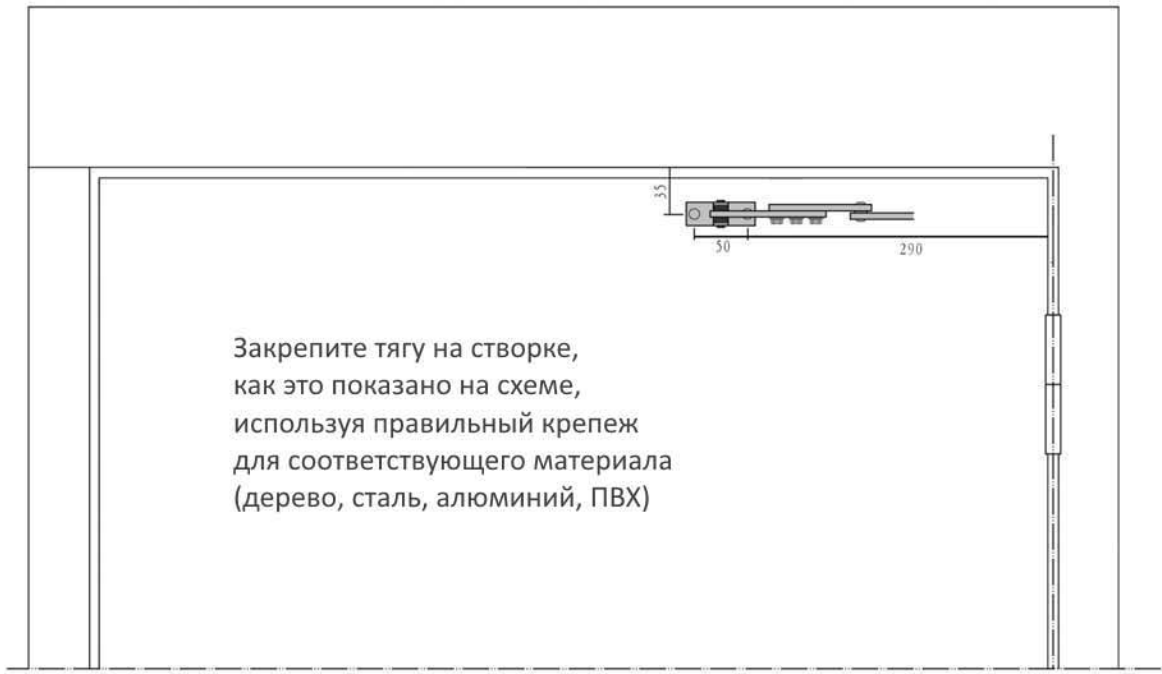 35
50
290
Закрепите тягу на створке,
как это показано на схеме,
используя правильный крепеж
для соответствующего материала
(дерево, сталь, алюминий, ПВХ)